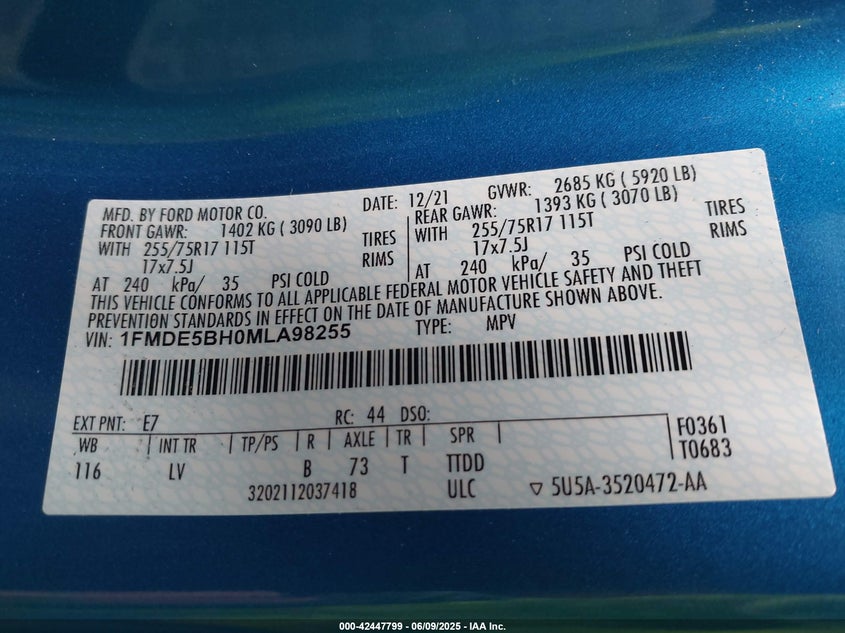 MFD. BY FORD MOTOR CO. DATE: 12/21 GVWR: 2685 KG ( 5920 LB)
FRONT GAWR: 1402 KG ( 3090 LB) REAR GAWR: 1393 KG ( 3070 LB)
WITH 255/75R17 115T TIRES WITH 255/75R17 115T TIRES
17x7.5J RIMS 17x7.5J RIMS
AT 240 kPa/ 35 PSI COLD AT 240 kPa/ 35 PSI COLD
THIS VEHICLE CONFORMS TO ALL APPLICABLE FEDERAL MOTOR VEHICLE SAFETY AND THEFT
PREVENTION STANDARDS IN EFFECT ON THE DATE OF MANUFACTURE SHOWN ABOVE.
VIN: 1FMDE5BH0MLA98255 TYPE: MPV
EXT PNT: E7 RC: 44 DSO: F0361
WB INT TR TP/PS R AXLE TR SPR T0683
116 LV B 73 T TTDD
3202112037418 ULC ▽ 5U5A-3520472-AA
000-42447799 - 06/09/2025 - IAA Inc.